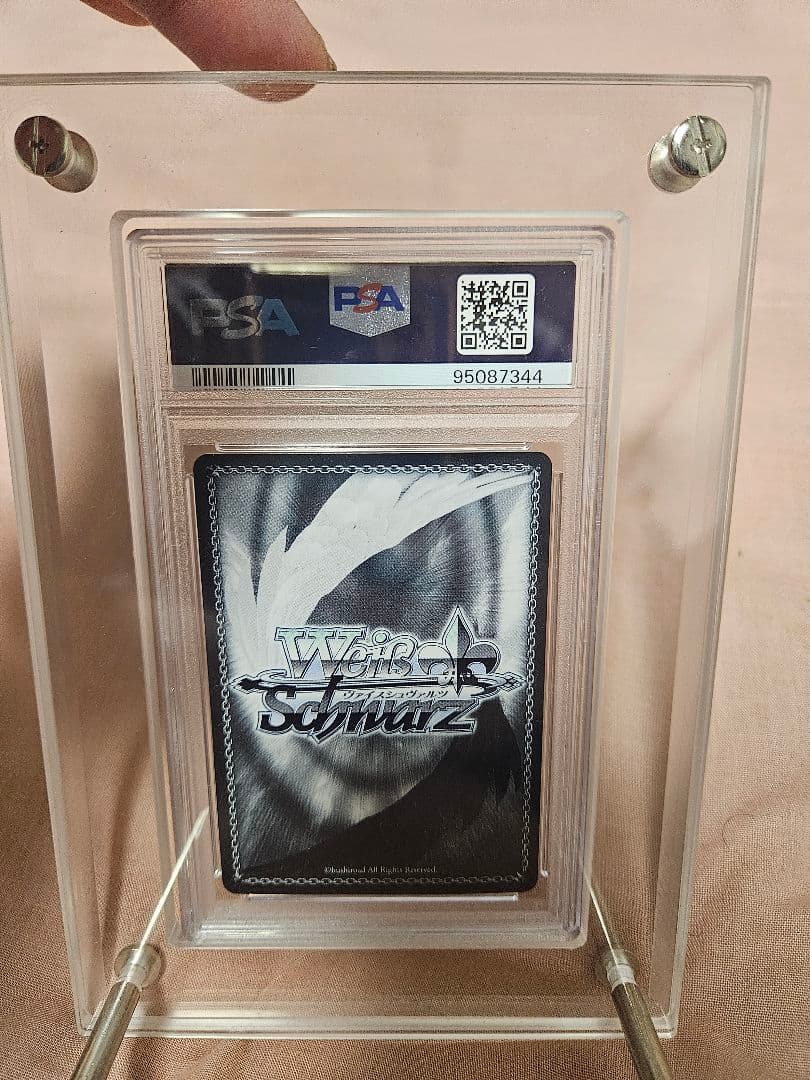 PSA PSA
95087344
Weiß
ヴァイスシュヴァルツ
Schwarz
©bushiroad All Rights Reserved.